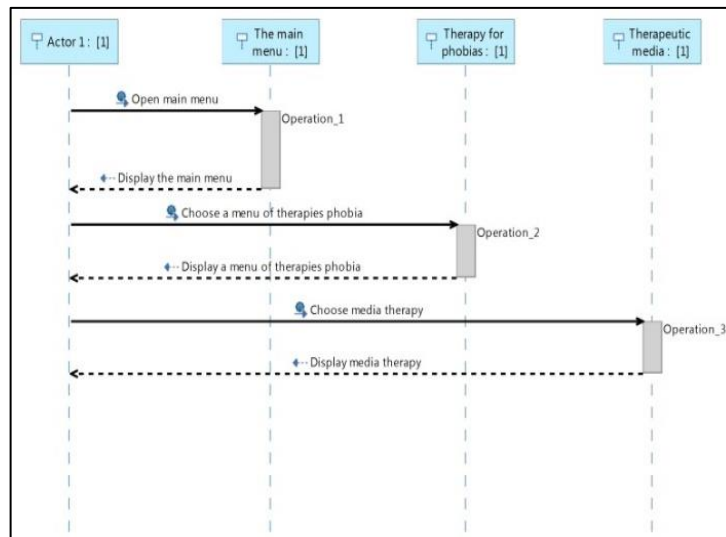 Actor 1 : [1]
The main
menu : [1]
Therapy for
phobias : [1]
Therapeutic
media : [1]
Open main menu
Operation_1
Display the main menu
Choose a menu of therapies phobia
Operation_2
Display a menu of therapies phobia
Choose media therapy
Operation_3
Display media therapy